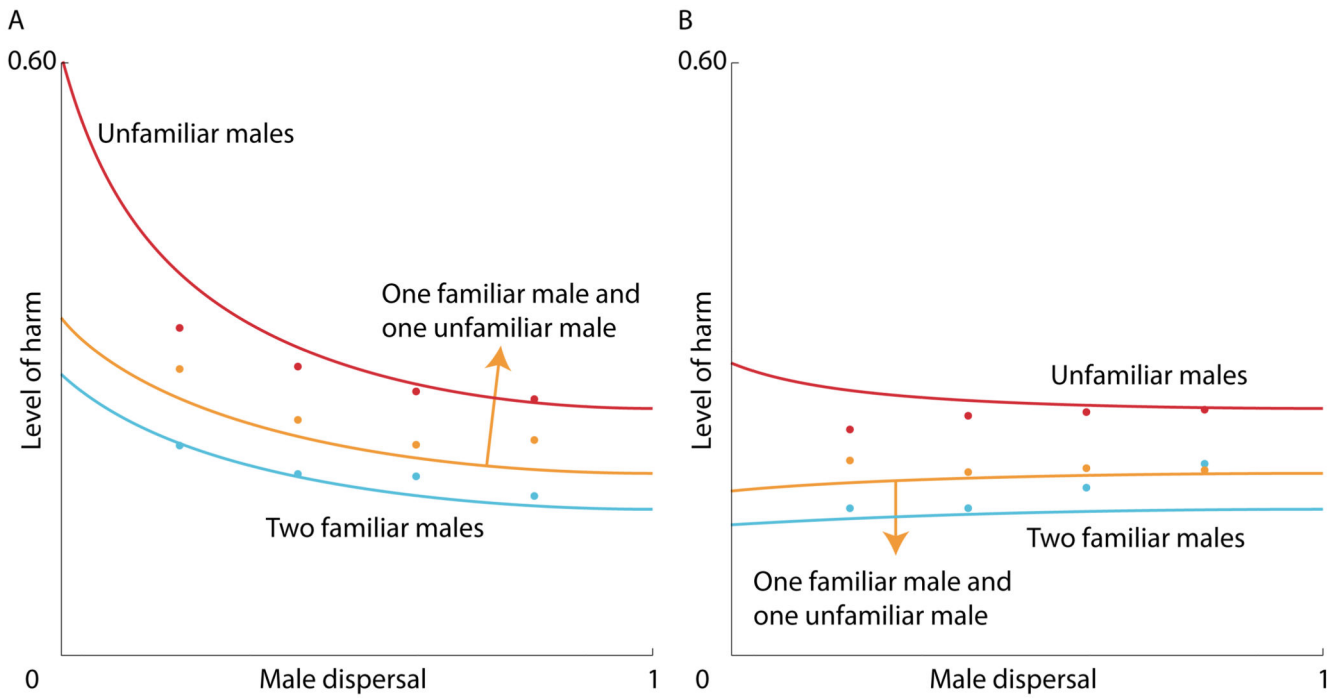 A
0.60
Unfamiliar males
One familiar male and
one unfamiliar male
Level of harm
Two familiar males
0
Male dispersal
1
B
0.60
Unfamiliar males
Level of harm
Two familiar males
One familiar male and
one unfamiliar male
0
Male dispersal
1